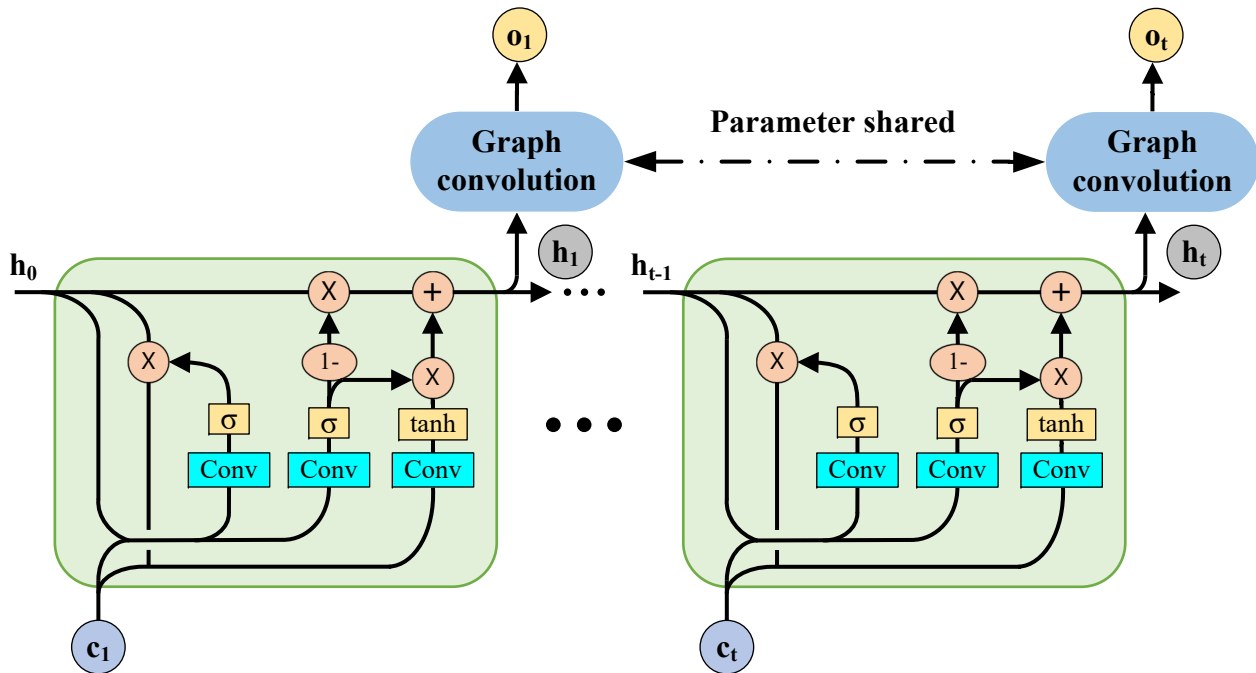 o1
ot
Parameter shared
Graph
convolution
Graph
convolution
h0
h1
ht-1
ht
X
+
X
+
X
1-
X
X
1-
X
σ
σ
tanh
σ
σ
tanh
Conv
Conv
Conv
Conv
Conv
Conv
c1
ct